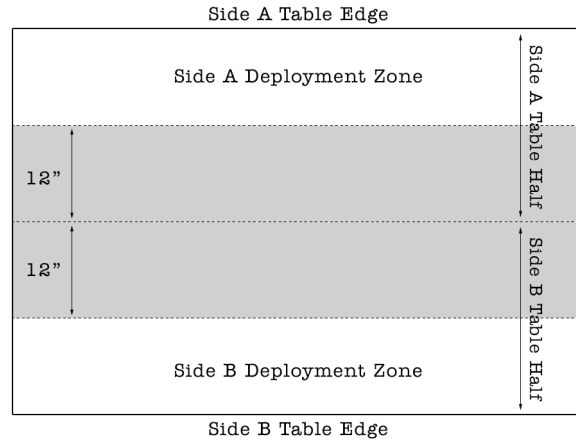 Side A Table Edge
Side A Deployment Zone
Side A Table Half
12”
12”
Side B Table Half
Side B Deployment Zone
Side B Table Edge